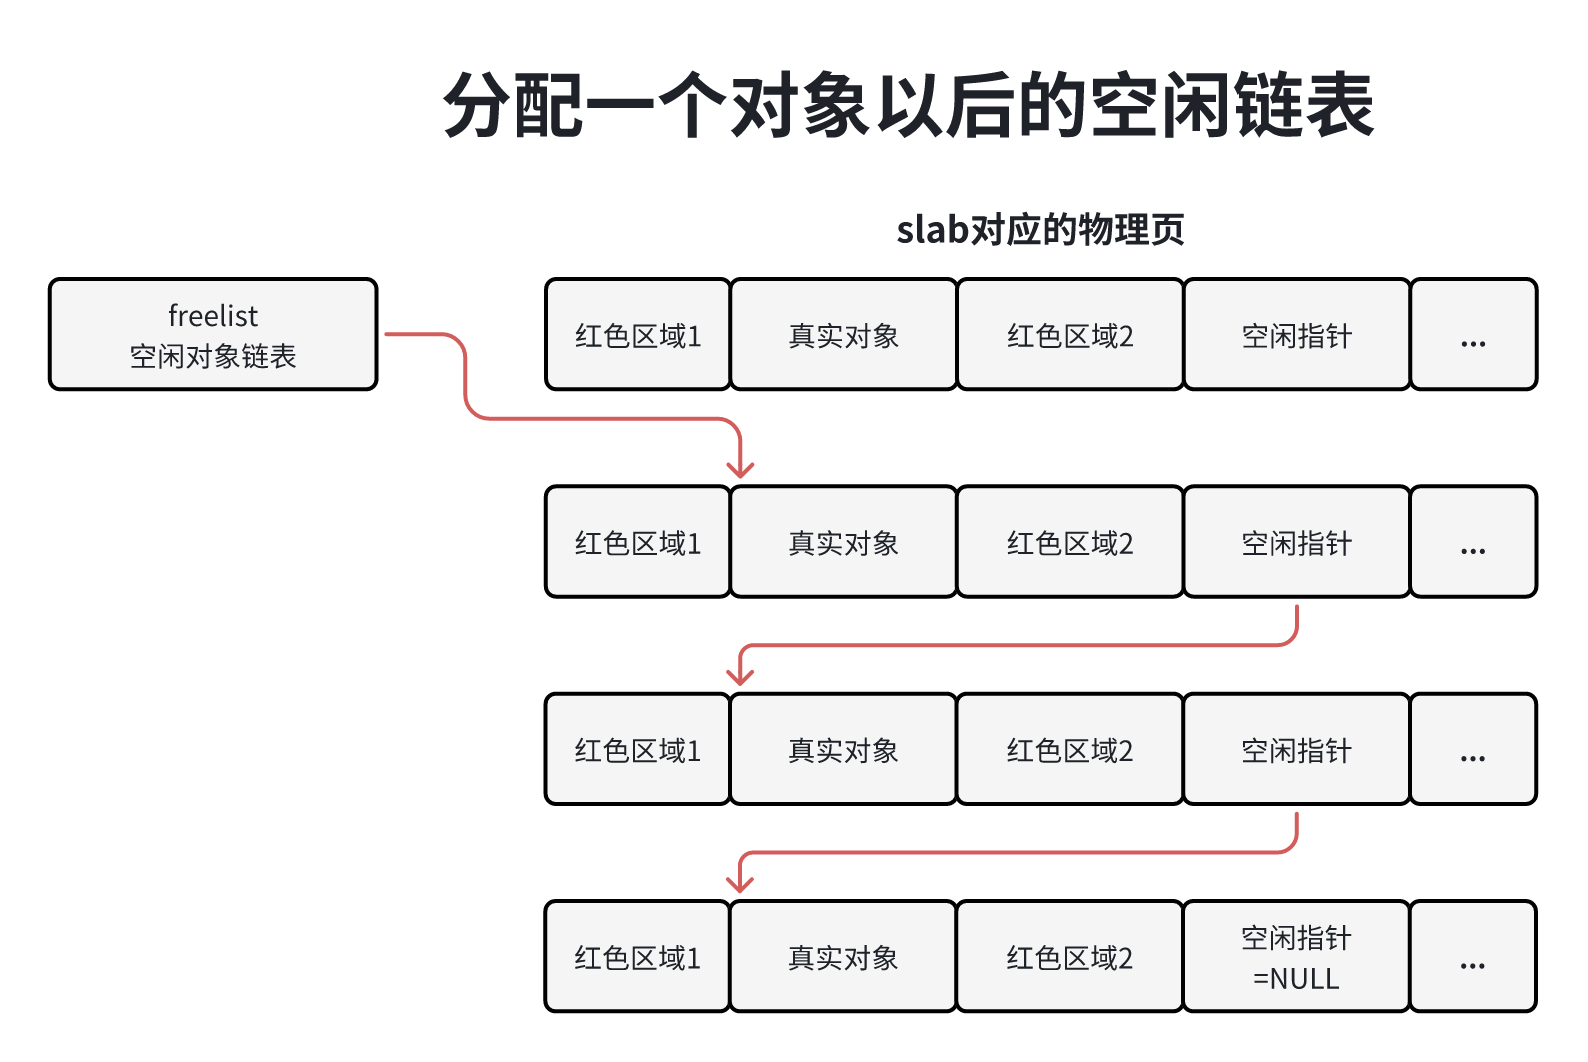 分配一个对象以后的空闲链表
slab对应的物理页
freelist
空闲对象链表
红色区域1
真实对象
红色区域2
空闲指针
...
红色区域1
真实对象
红色区域2
空闲指针
...
红色区域1
真实对象
红色区域2
空闲指针
...
红色区域1
真实对象
红色区域2
空闲指针
=NULL
...